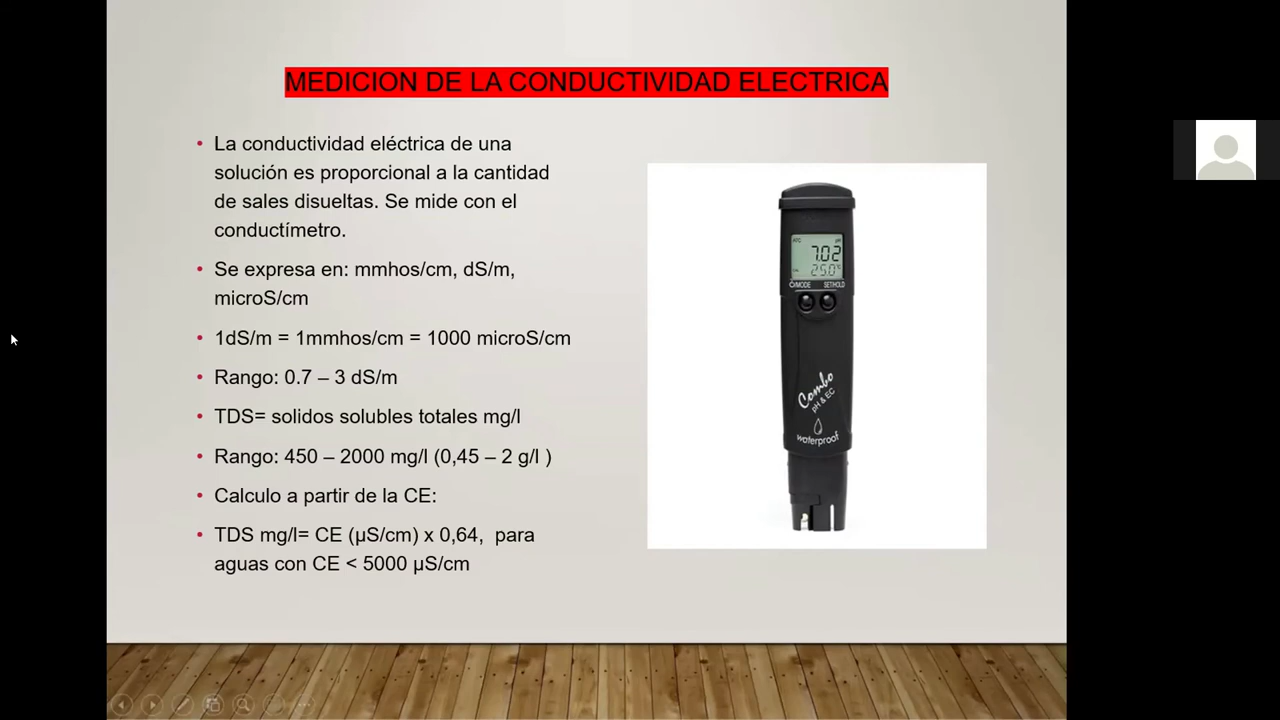 MEDICION DE LA CONDUCTIVIDAD ELECTRICA
• La conductividad eléctrica de una
solución es proporcional a la cantidad
de sales disueltas. Se mide con el
conductímetro.
• Se expresa en: mmhos/cm, dS/m,
microS/cm
• 1dS/m = 1mmhos/cm = 1000 microS/cm
• Rango: 0.7 – 3 dS/m
• TDS= solidos solubles totales mg/l
• Rango: 450 – 2000 mg/l (0,45 – 2 g/l )
• Calculo a partir de la CE:
• TDS mg/l= CE (µS/cm) x 0,64, para
aguas con CE < 5000 µS/cm
pH
7.02
25.0°
/MODE SET/HOLD
Combo
pH & EC
waterproof